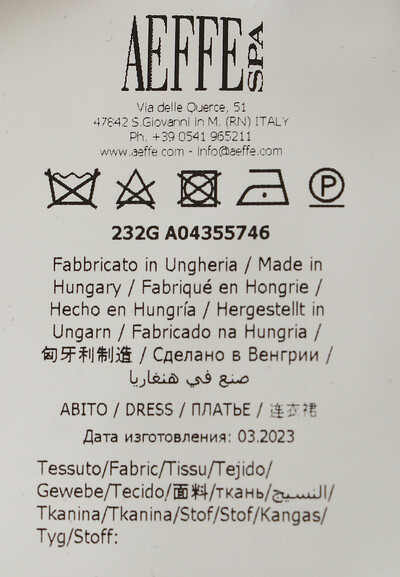 AEFFE SPA
Via delle Querce, 51
47842 S.Giovanni in M. (RN) ITALY
Ph. +39 0541 965211
www.aeffe.com - info@aeffe.com
P
232G A04355746
Fabbricato in Ungheria / Made in
Hungary / Fabriqué en Hongrie /
Hecho en Hungría / Hergestellt in
Ungarn / Fabricado na Hungria /
匈牙利制造 / Сделано в Венгрии /
صنع في هنغاريا
ABITO / DRESS / ПЛАТЬЕ / 连衣裙
Дата изготовления: 03.2023
Tessuto/Fabric/Tissu/Tejido/
Gewebe/Tecido/面料/ткань/النسيج/
Tkanina/Tkanina/Stof/Stof/Kangas/
Tyg/Stoff: